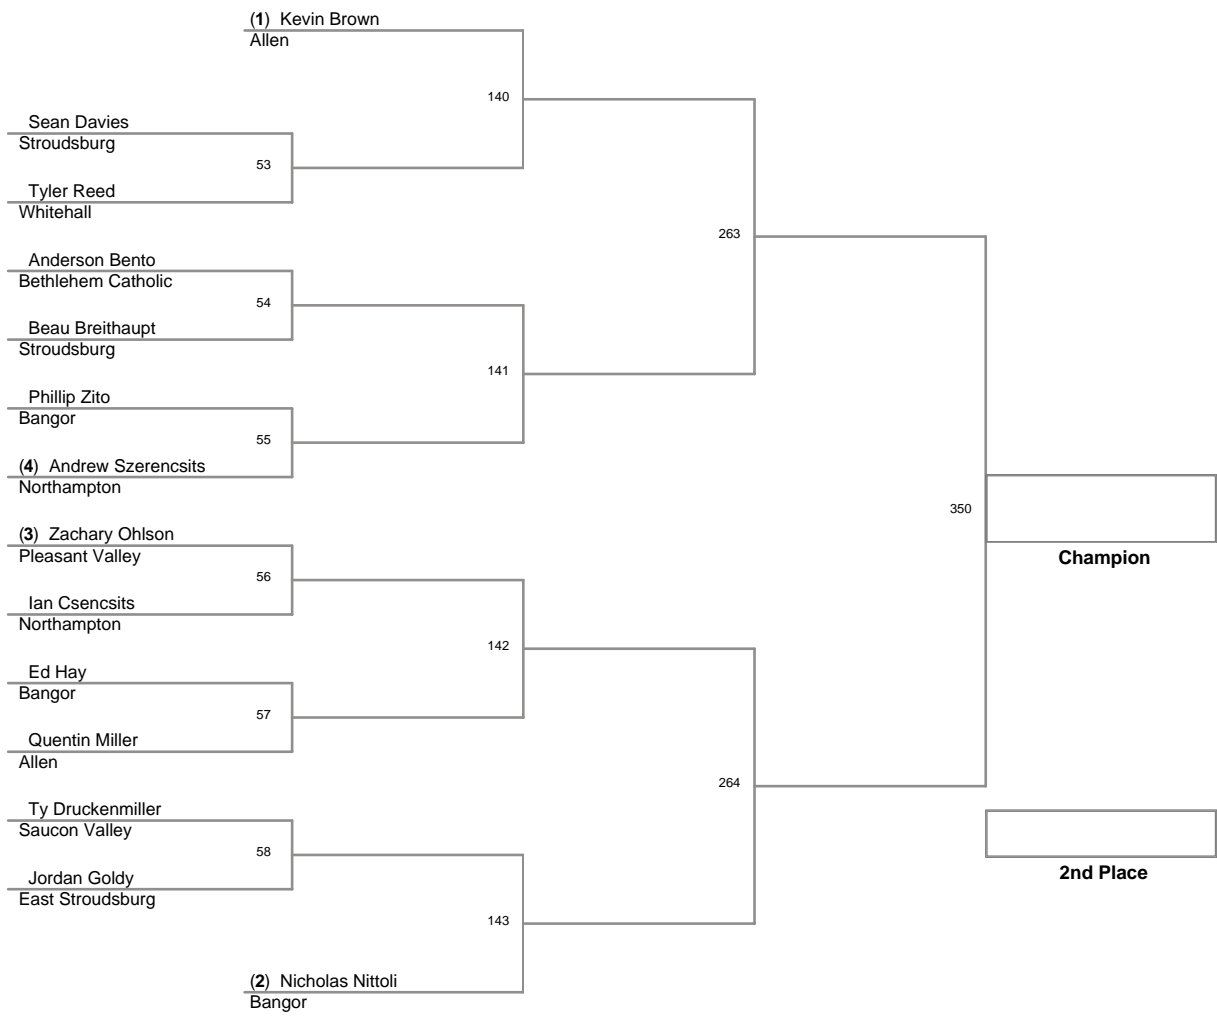 (1) Kevin Brown
Allen
140
Sean Davies
Stroudsburg
53
Tyler Reed
Whitehall
263
Anderson Bento
Bethlehem Catholic
54
Beau Breithaupt
Stroudsburg
141
Phillip Zito
Bangor
55
(4) Andrew Szerencsits
Northampton
350
(3) Zachary Ohlson
Pleasant Valley
Champion
56
Ian Csencsits
Northampton
142
Ed Hay
Bangor
57
Quentin Miller
Allen
264
Ty Druckenmiller
Saucon Valley
58
2nd Place
Jordan Goldy
East Stroudsburg
143
(2) Nicholas Nittoli
Bangor